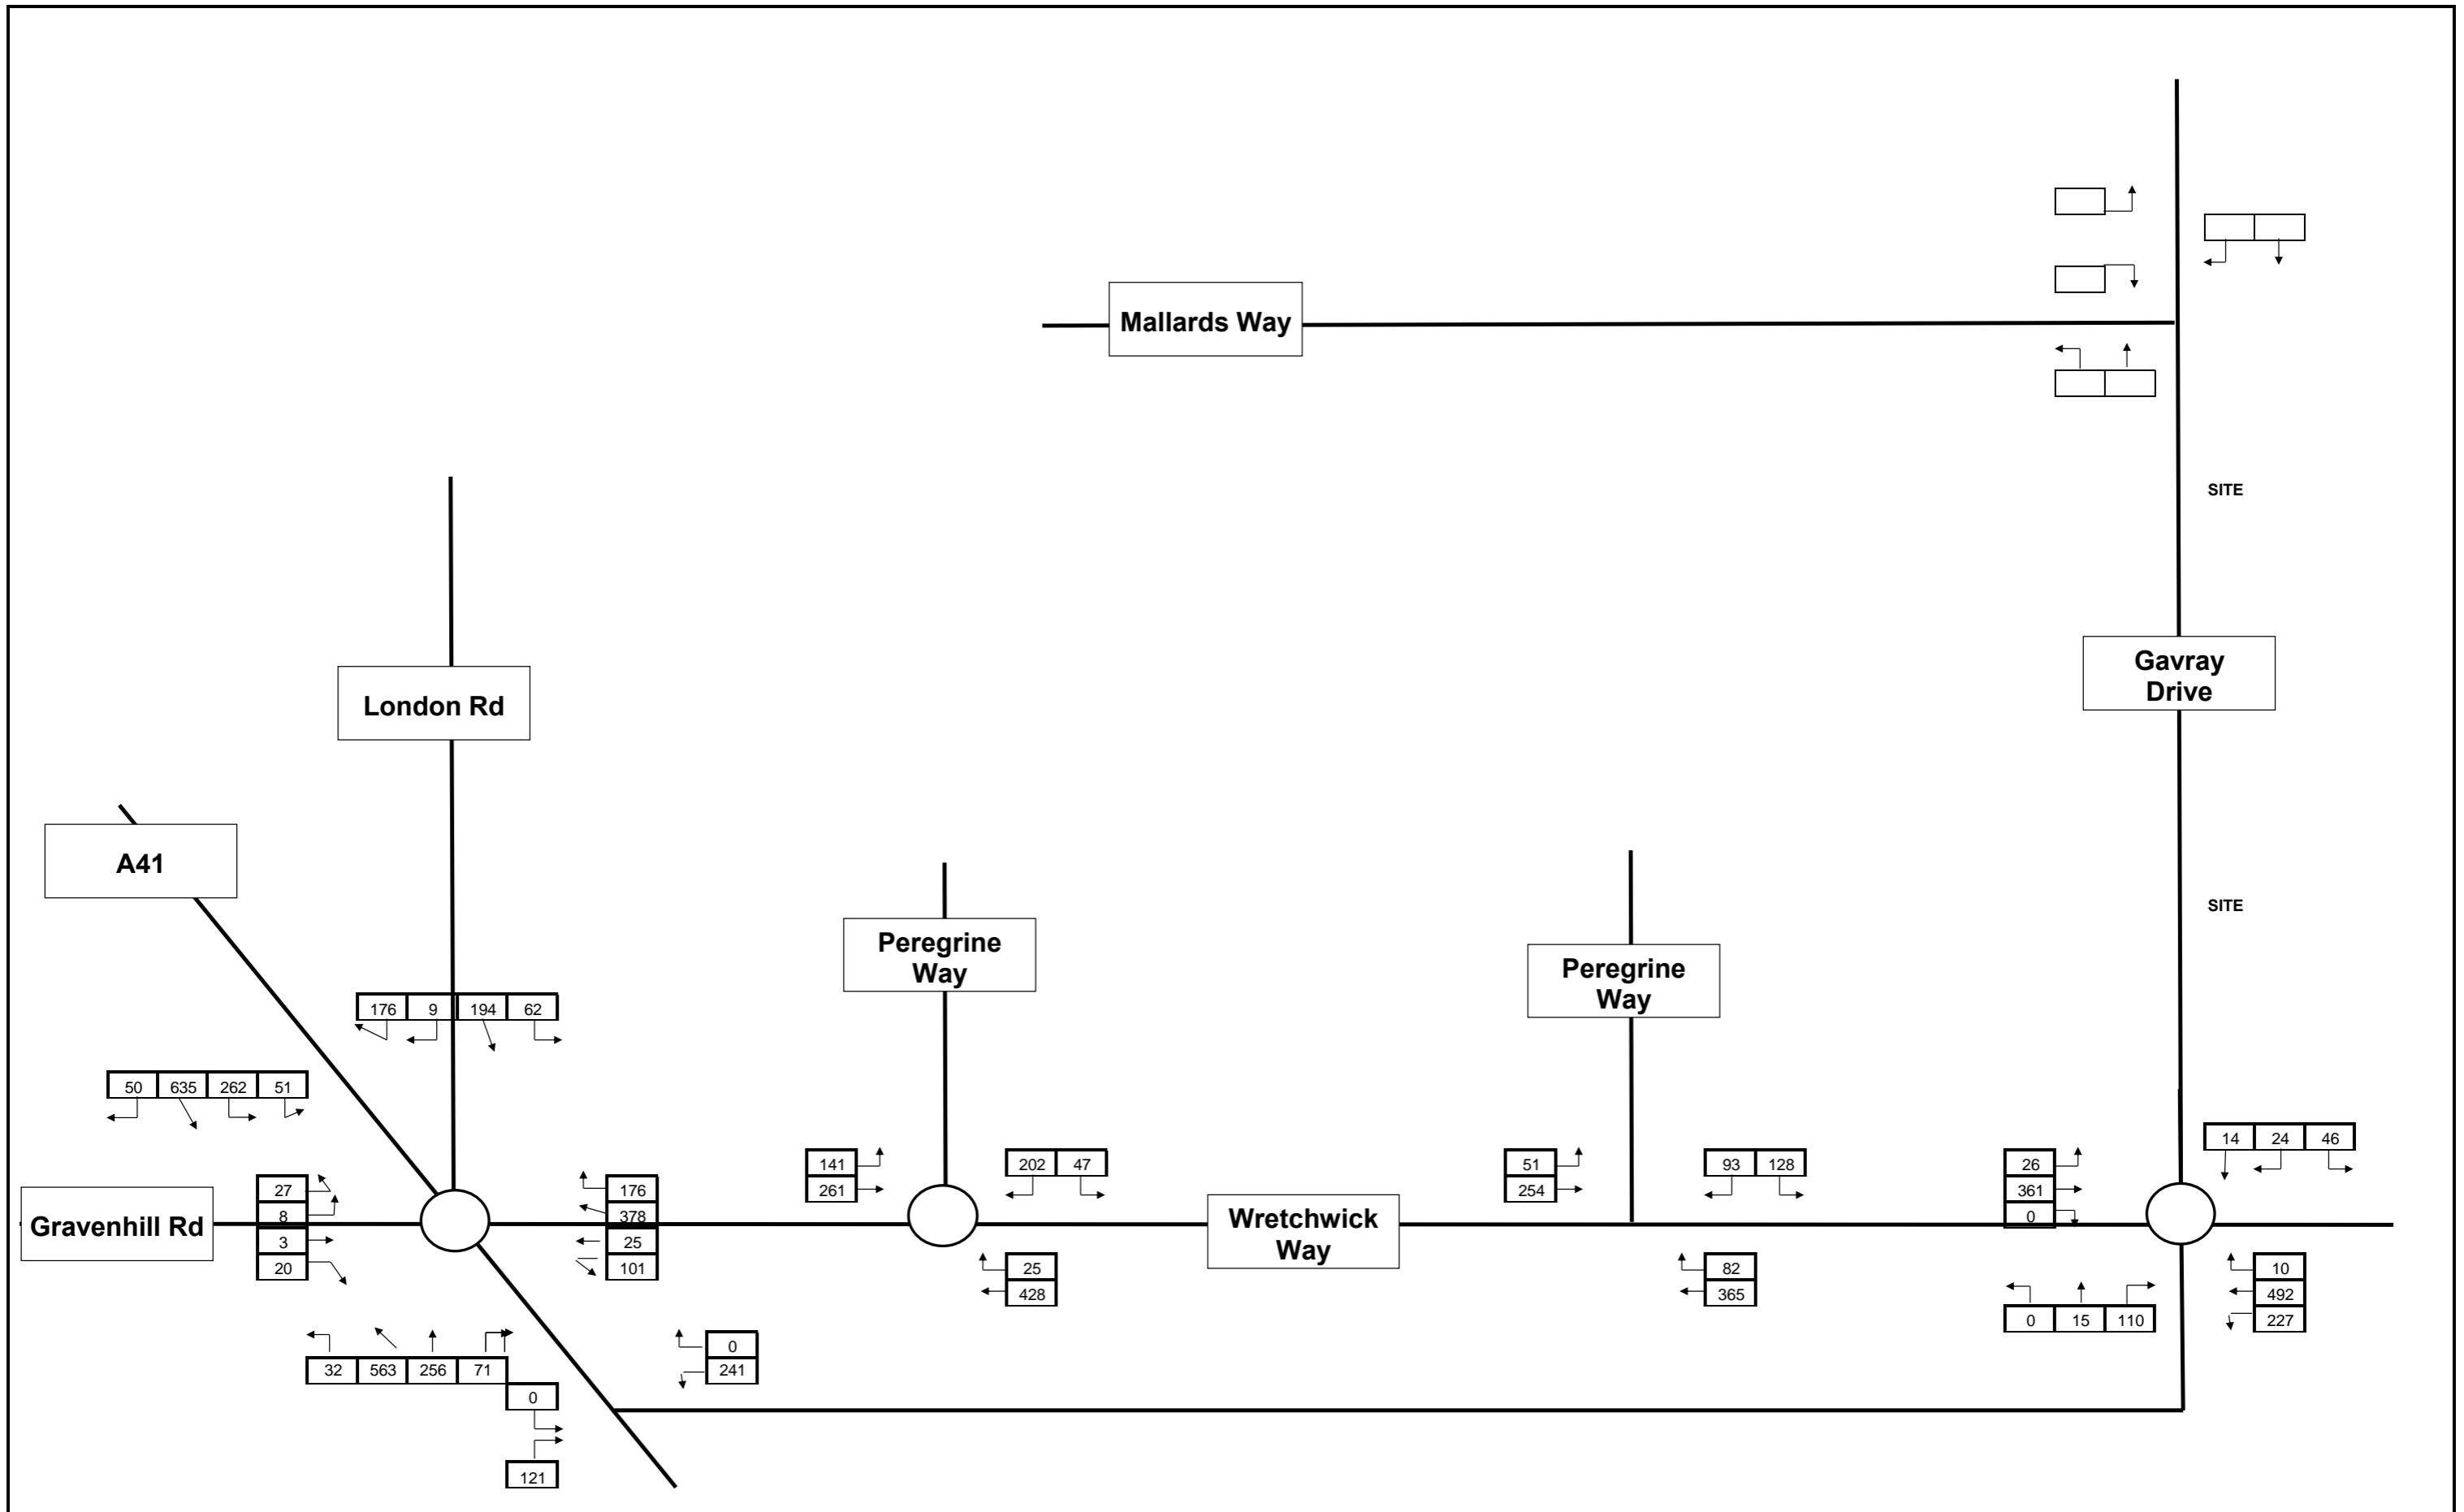 Mallards Way
SITE
Gavray
Drive
London Rd
A41
SITE
Peregrine
Way
Peregrine
Way
176 9 194 62
50 635 262 51
14 24 46
141
261
202 47
51
254
93 128
26
361
0
27
8
3
20
Gravenhill Rd
176
378
25
101
Wretchwick
Way
25
428
82
365
10
492
227
0 15 110
0
241
32 563 256 71
0
121